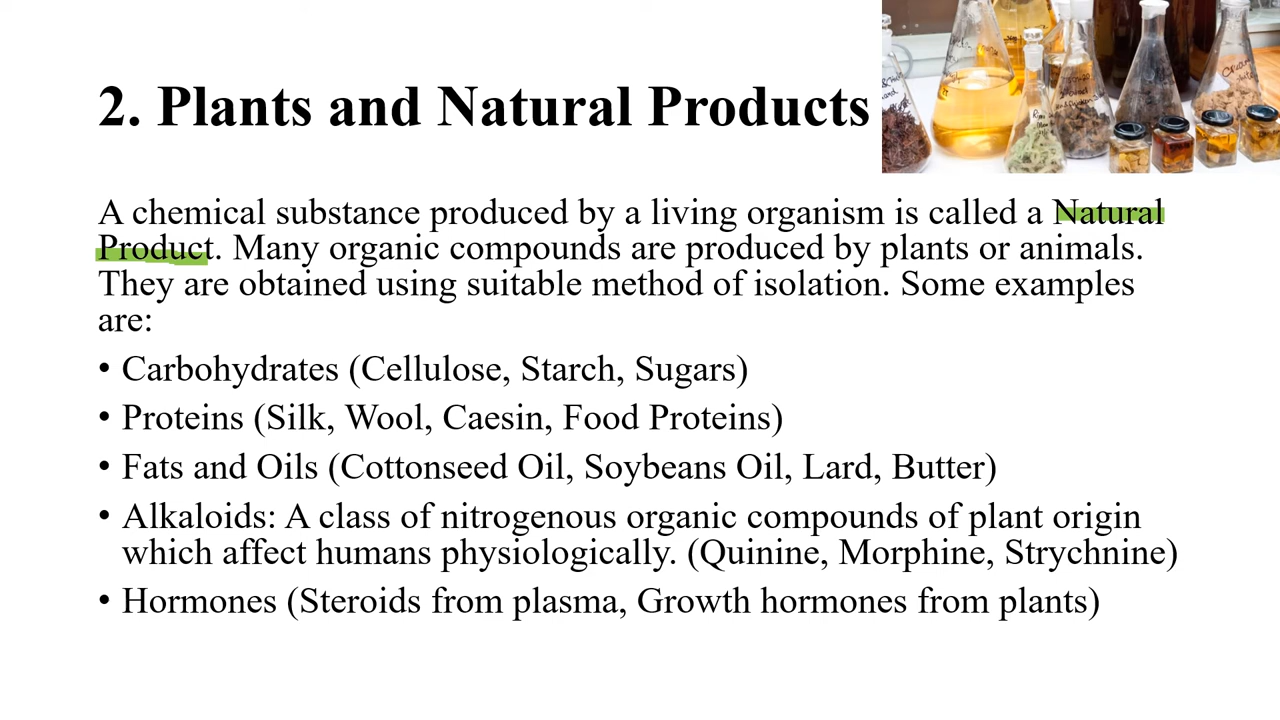 2. Plants and Natural Products
A chemical substance produced by a living organism is called a Natural
Product. Many organic compounds are produced by plants or animals.
They are obtained using suitable method of isolation. Some examples
are:
• Carbohydrates (Cellulose, Starch, Sugars)
• Proteins (Silk, Wool, Caesin, Food Proteins)
• Fats and Oils (Cottonseed Oil, Soybeans Oil, Lard, Butter)
• Alkaloids: A class of nitrogenous organic compounds of plant origin
which affect humans physiologically. (Quinine, Morphine, Strychnine)
• Hormones (Steroids from plasma, Growth hormones from plants)